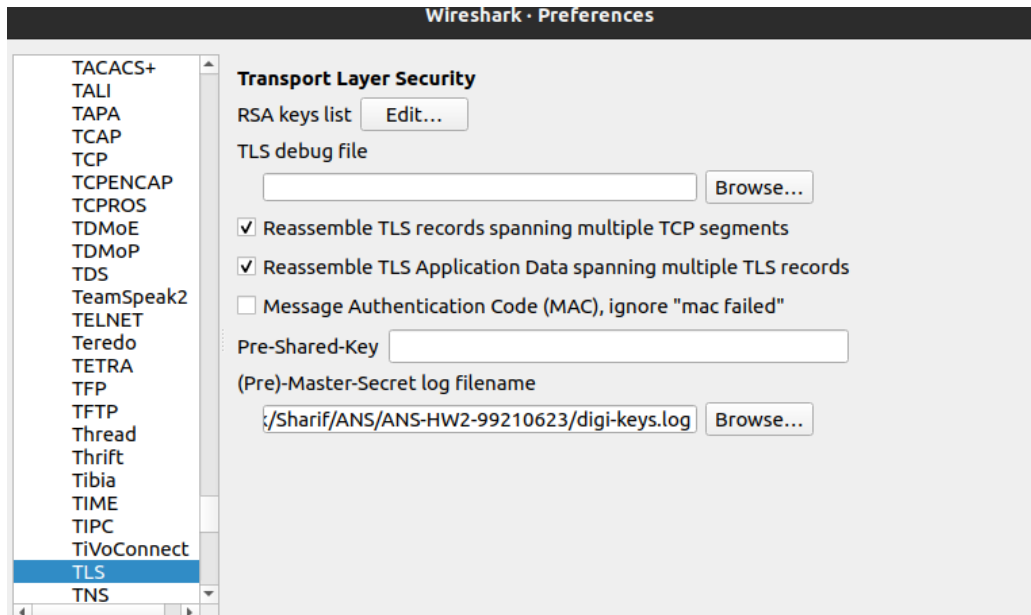 Wireshark · Preferences
TACACS+
TALI
TAPA
TCAP
TCP
TCPENCAP
TCPROS
TDMoE
TDMoP
TDS
TeamSpeak2
TELNET
Teredo
TETRA
TFP
TFTP
Thread
Thrift
Tibia
TIME
TIPC
TiVoConnect
TLS
TNS
Transport Layer Security
RSA keys list Edit…
TLS debug file
Browse…
Reassemble TLS records spanning multiple TCP segments
Reassemble TLS Application Data spanning multiple TLS records
Message Authentication Code (MAC), ignore "mac failed"
Pre-Shared-Key
(Pre)-Master-Secret log filename
/Sharif/ANS/ANS-HW2-99210623/digi-keys.log Browse…